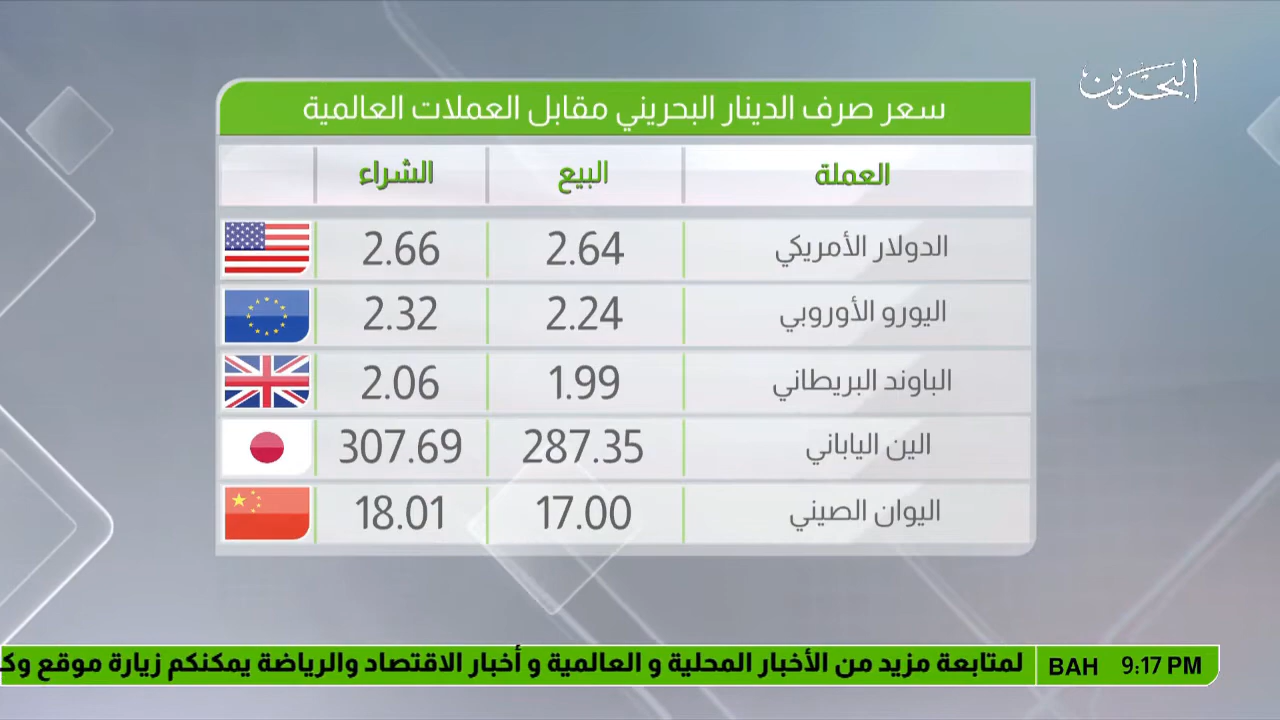 البحرين
سعر صرف الدينار البحريني مقابل العملات العالمية
العملة البيع الشراء
الدولار الأمريكي 2.64 2.66
اليورو الأوروبي 2.24 2.32
الباوند البريطاني 1.99 2.06
الين الياباني 287.35 307.69
اليوان الصيني 17.00 18.01
BAH 9:17 PM
لمتابعة مزيد من الأخبار المحلية و العالمية و أخبار الاقتصاد والرياضة يمكنكم زيارة موقع